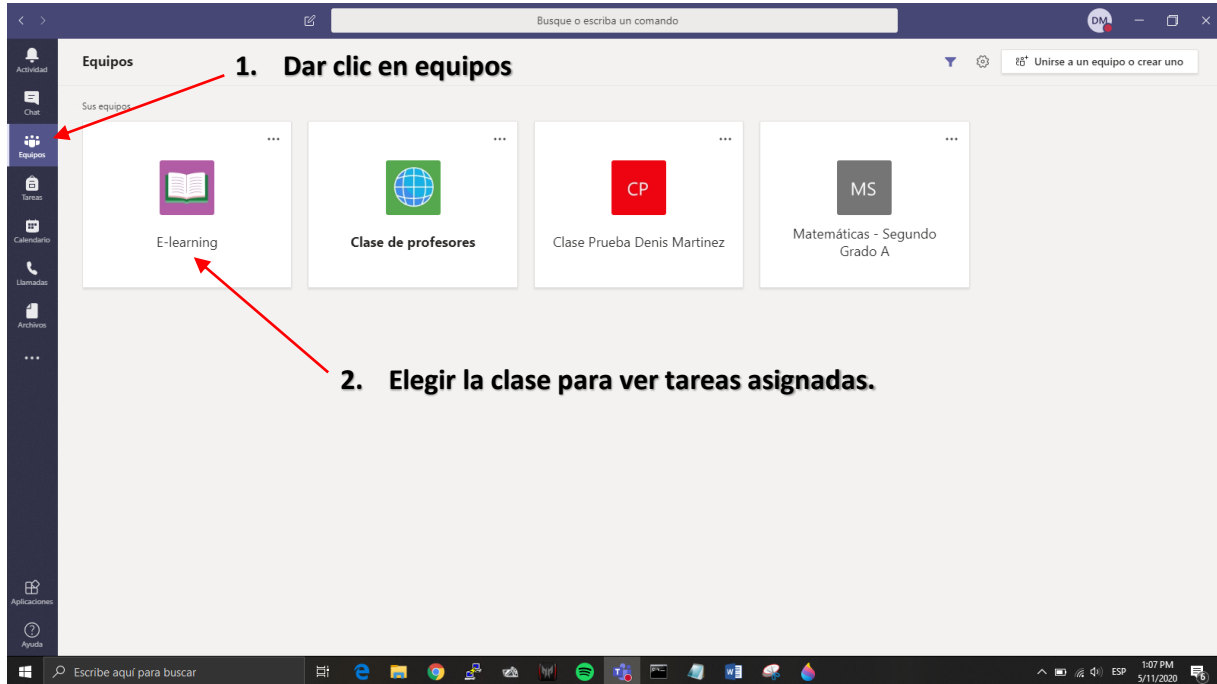 Busque o escriba un comando
DM
Actividad
Chat
Equipos
Tareas
Calendario
Llamadas
Archivos
Aplicaciones
Ayuda
Equipos
1. Dar clic en equipos
Unirse a un equipo o crear uno
Sus equipos
E-learning
Clase de profesores
CP
Clase Prueba Denis Martinez
MS
Matemáticas - Segundo
Grado A
2. Elegir la clase para ver tareas asignadas.
Escribe aquí para buscar
ESP
1:07 PM
5/11/2020
6